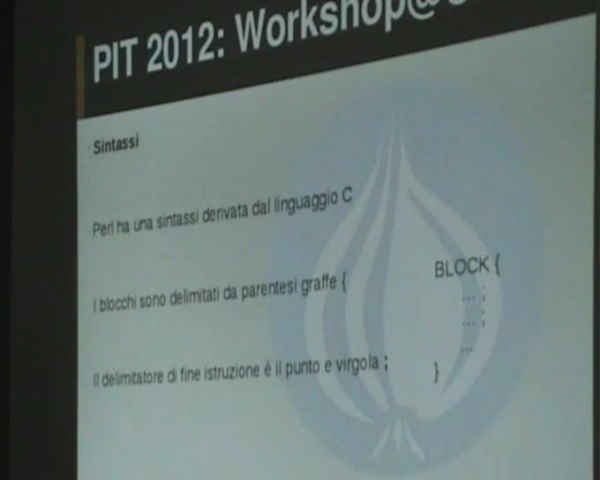 PIT 2012: Workshop@
Sintassi
Perl ha una sintassi derivata dal linguaggio C
I blocchi sono delimitati da parentesi graffe {
BLOCK {
... ;
... ;
...
}
Il delimitatore di fine istruzione è il punto e virgola ;